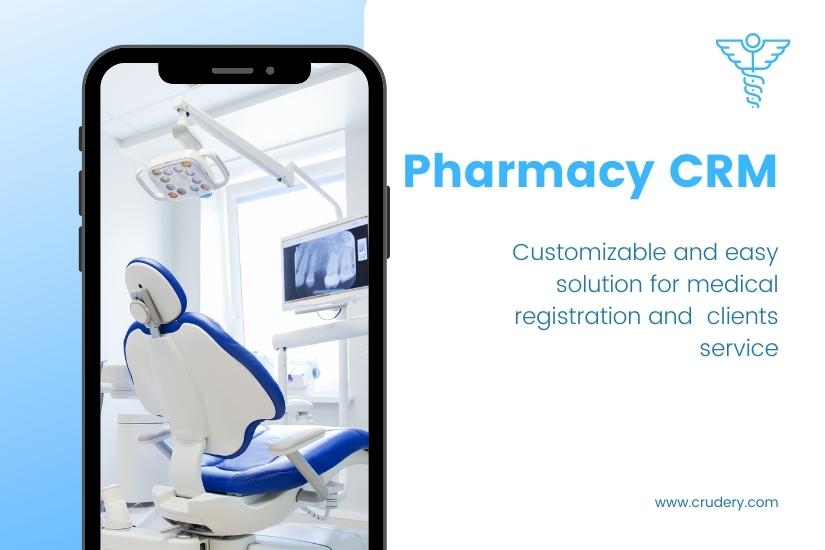 Pharmacy CRM
Customizable and easy
solution for medical
registration and  clients
service
www.crudery.com